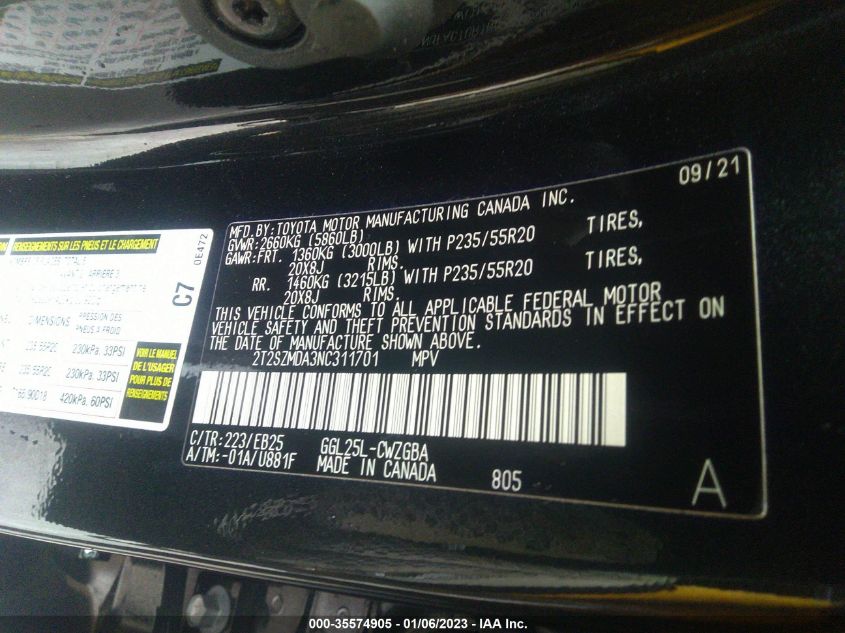 09/21
MFD.BY:TOYOTA MOTOR MANUFACTURING CANADA INC.
GVWR:2660KG (5860LB)
GAWR:FRT. 1360KG (3000LB) WITH P235/55R20 TIRES,
20X8J RIMS.
RR. 1460KG (3215LB) WITH P235/55R20 TIRES,
20X8J RIMS.
THIS VEHICLE CONFORMS TO ALL APPLICABLE FEDERAL MOTOR
VEHICLE SAFETY AND THEFT PREVENTION STANDARDS IN EFFECT ON
THE DATE OF MANUFACTURE SHOWN ABOVE.
2T2SZMDA3NC311701 MPV
C/TR:223/EB25 GGL25L-CWZGBA
A/TM:-01A/U881F MADE IN CANADA 805
A
RENSEIGNEMENTS SUR LES PNEUS ET LE CHARGEMENT
0E472
C7
DIMENSIONS
PNEUS A FROID
230kPa, 33PSI
230kPa, 33PSI
420kPa, 60PSI
VOIR LE MANUEL
DE L'USAGER
POUR PLUS DE
RENSEIGNEMENTS
000-35574905 - 01/06/2023 - IAA Inc.